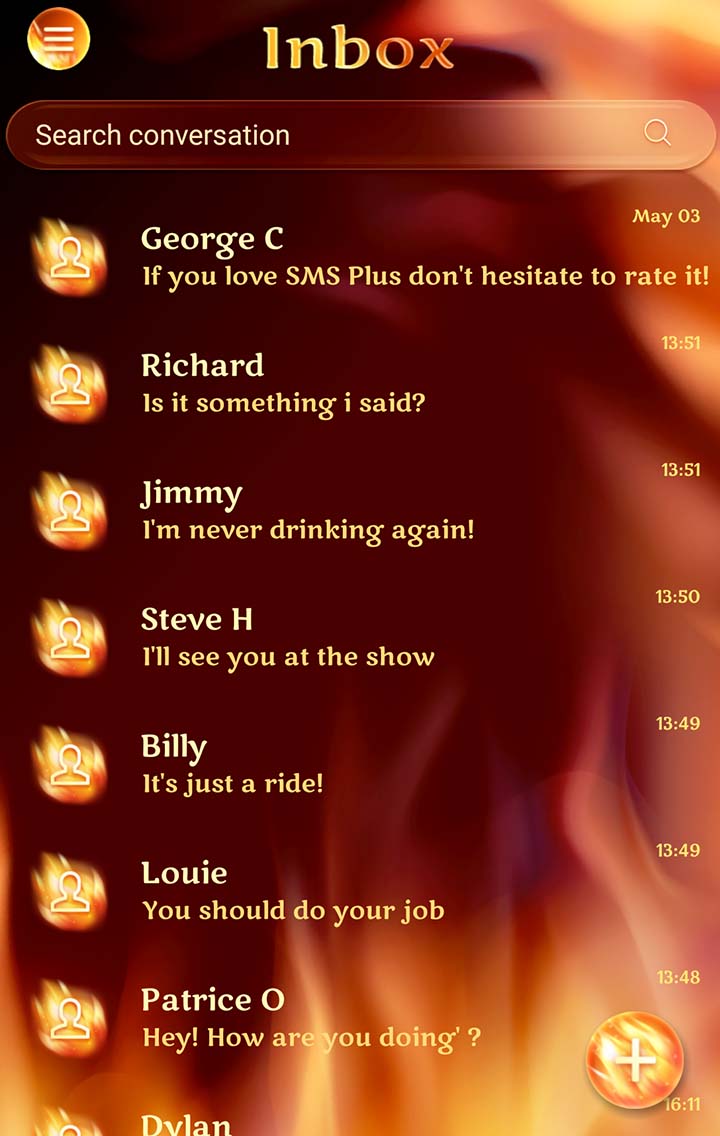 Inbox
Search conversation
May 03
George C
If you love SMS Plus don't hesitate to rate it!
13:51
Richard
Is it something i said?
13:51
Jimmy
I'm never drinking again!
13:50
Steve H
I'll see you at the show
13:49
Billy
It's just a ride!
13:49
Louie
You should do your job
13:48
Patrice O
Hey! How are you doing' ?
16:11
Dylan